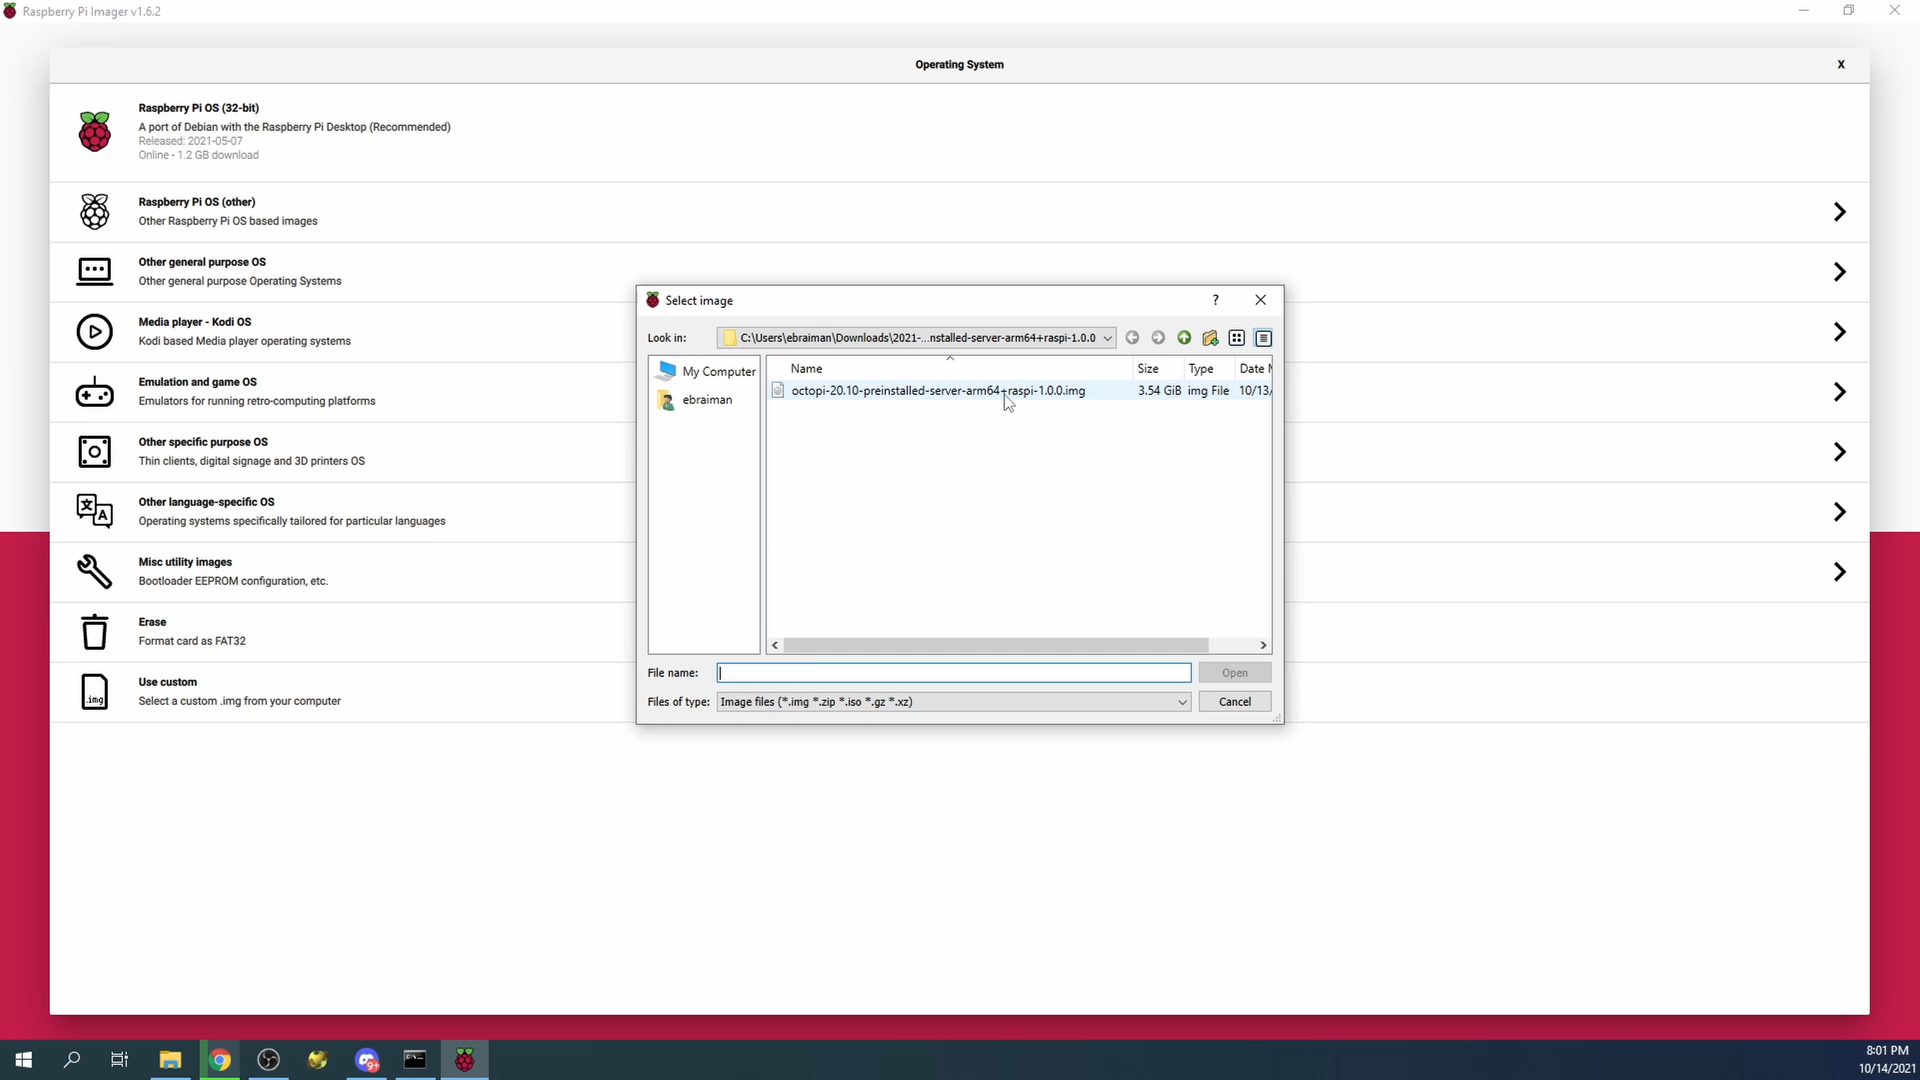 Raspberry Pi Imager v1.6.2
Operating System
X
Raspberry Pi OS (32-bit)
A port of Debian with the Raspberry Pi Desktop (Recommended)
Released: 2021-05-07
Online - 1.2 GB download
Raspberry Pi OS (other)
Other Raspberry Pi OS based images
Other general purpose OS
Other general purpose Operating Systems
Media player - Kodi OS
Kodi based Media player operating systems
Emulation and game OS
Emulators for running retro-computing platforms
Other specific purpose OS
Thin clients, digital signage and 3D printers OS
Other language-specific OS
Operating systems specifically tailored for particular languages
Misc utility images
Bootloader EEPROM configuration, etc.
Erase
Format card as FAT32
.img
Use custom
Select a custom .img from your computer
Select image
?
Look in:
C:\Users\ebraiman\Downloads\2021-...nstalled-server-arm64+raspi-1.0.0
My Computer
ebraiman
Name Size Type Date M
octopi-20.10-preinstalled-server-arm64+raspi-1.0.0.img 3.54 GiB img File 10/13/
File name:
Open
Files of type: Image files (*.img *.zip *.iso *.gz *.xz)
Cancel
9+
8:01 PM
10/14/2021